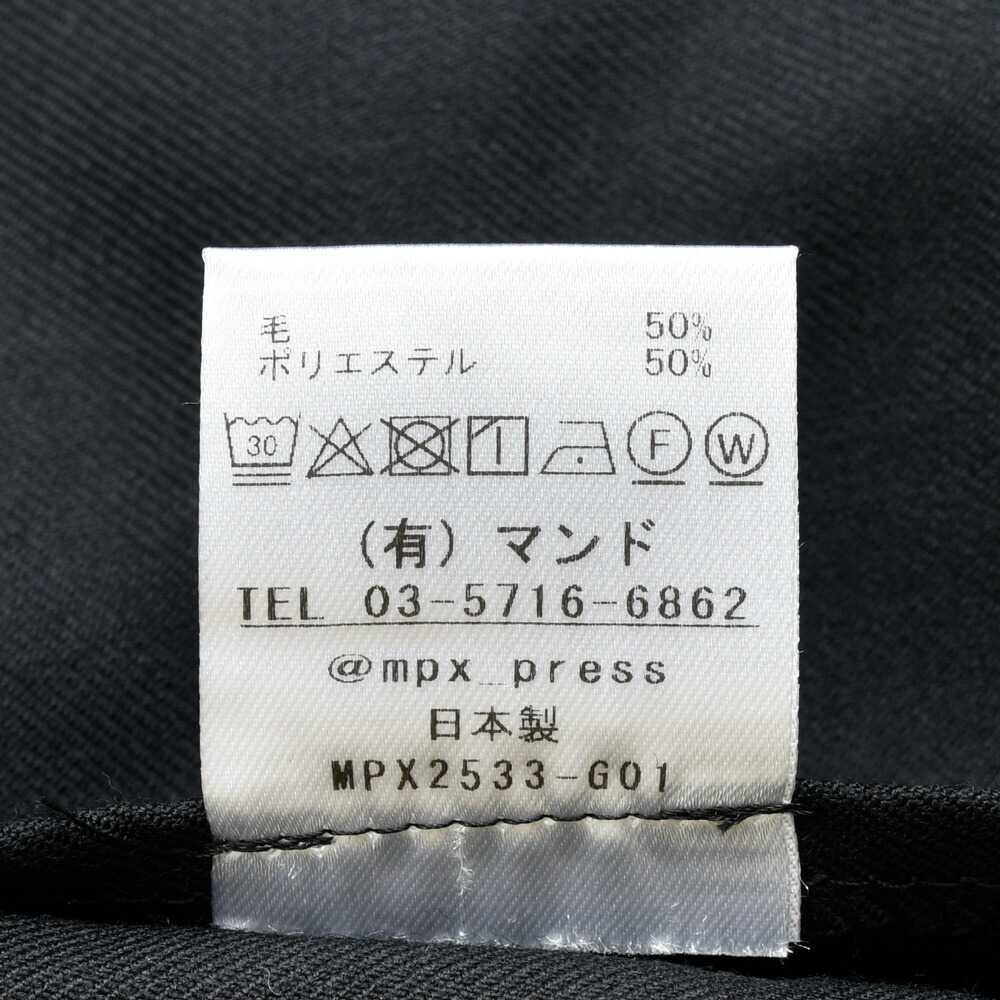 毛 50%
ポリエステル 50%
30 F W
(有) マンド
TEL 03-5716-6862
@mpx_press
日本製
MPX2533-G01